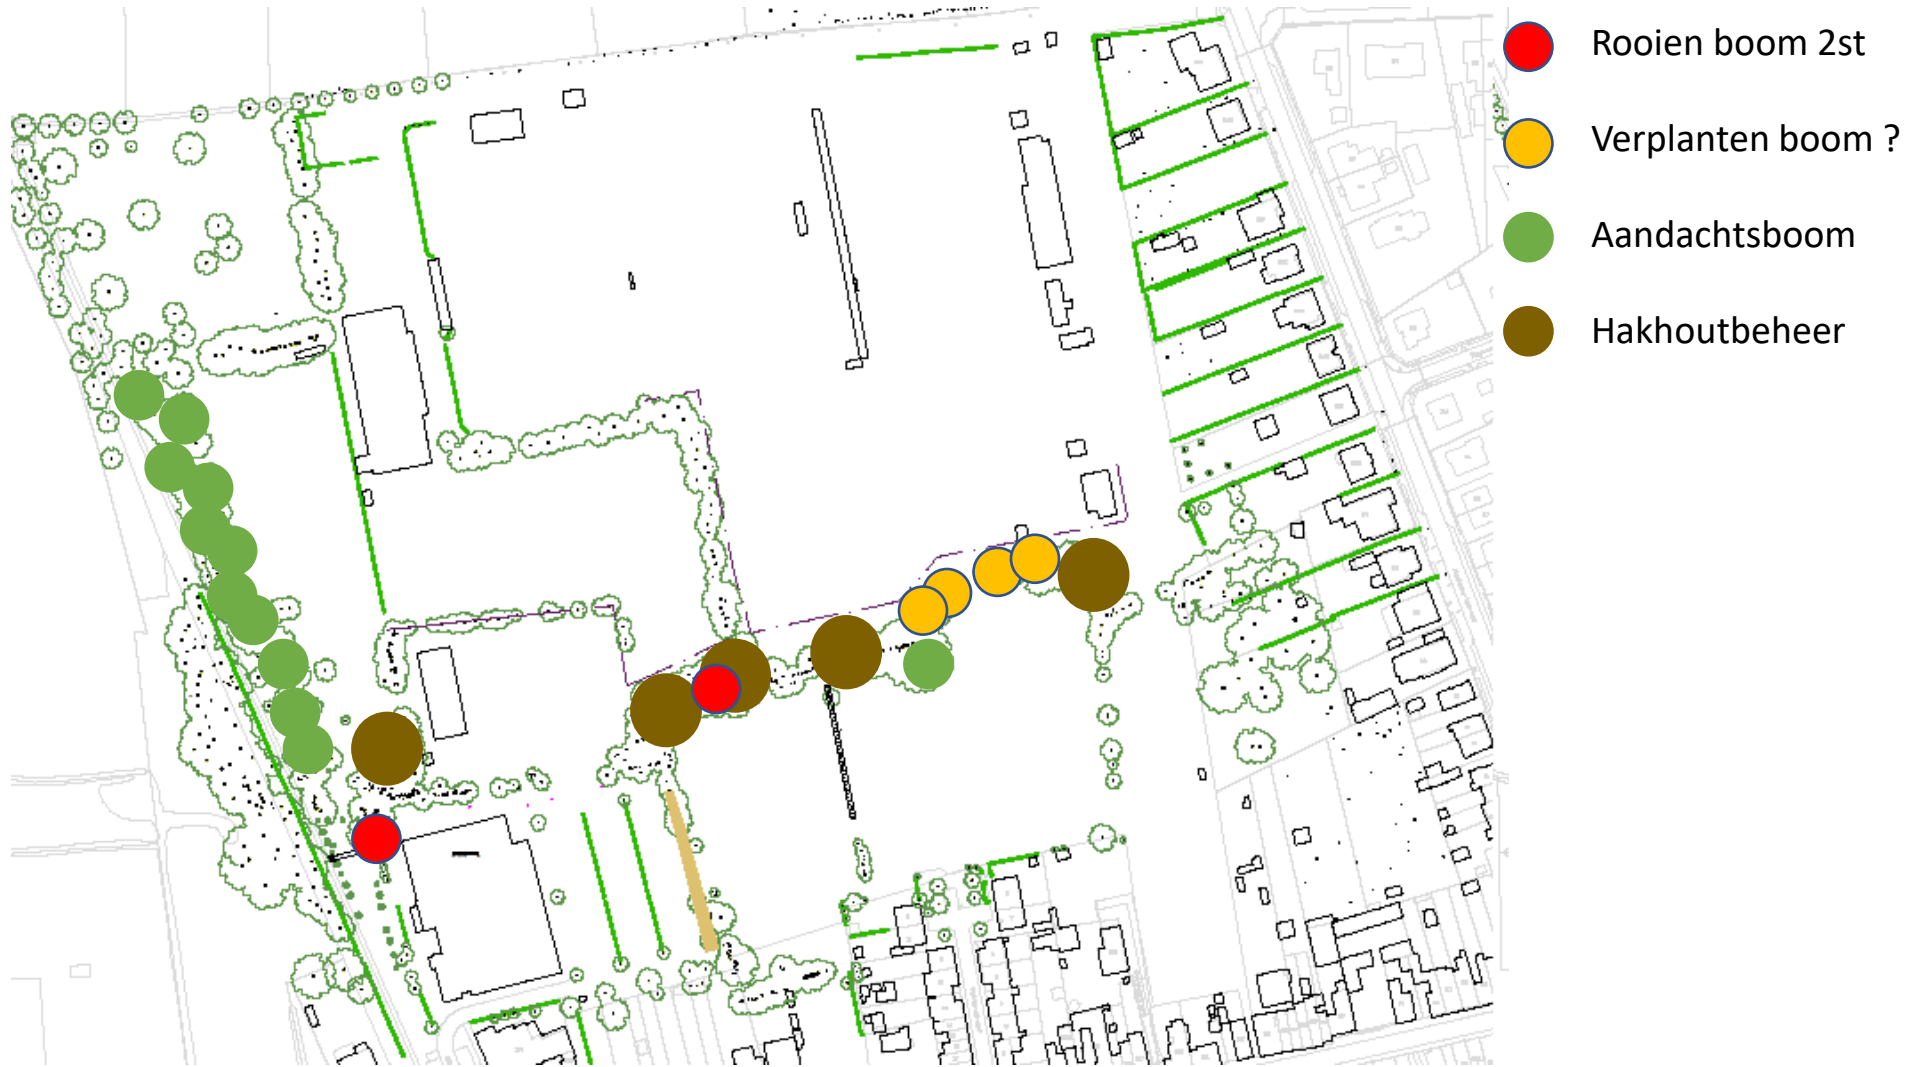 Rooien boom 2st
Verplanten boom ?
Aandachtsboom
Hakhoutbeheer